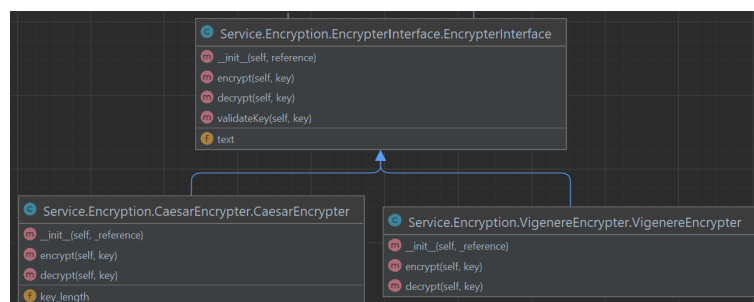 Service.Encryption.EncrypterInterface.EncrypterInterface
__init__(self, reference)
encrypt(self, key)
decrypt(self, key)
validateKey(self, key)
text
Service.Encryption.CaesarEncrypter.CaesarEncrypter
__init__(self, _reference)
encrypt(self, key)
decrypt(self, key)
key_length
Service.Encryption.VigenereEncrypter.VigenereEncrypter
__init__(self, _reference)
encrypt(self, key)
decrypt(self, key)